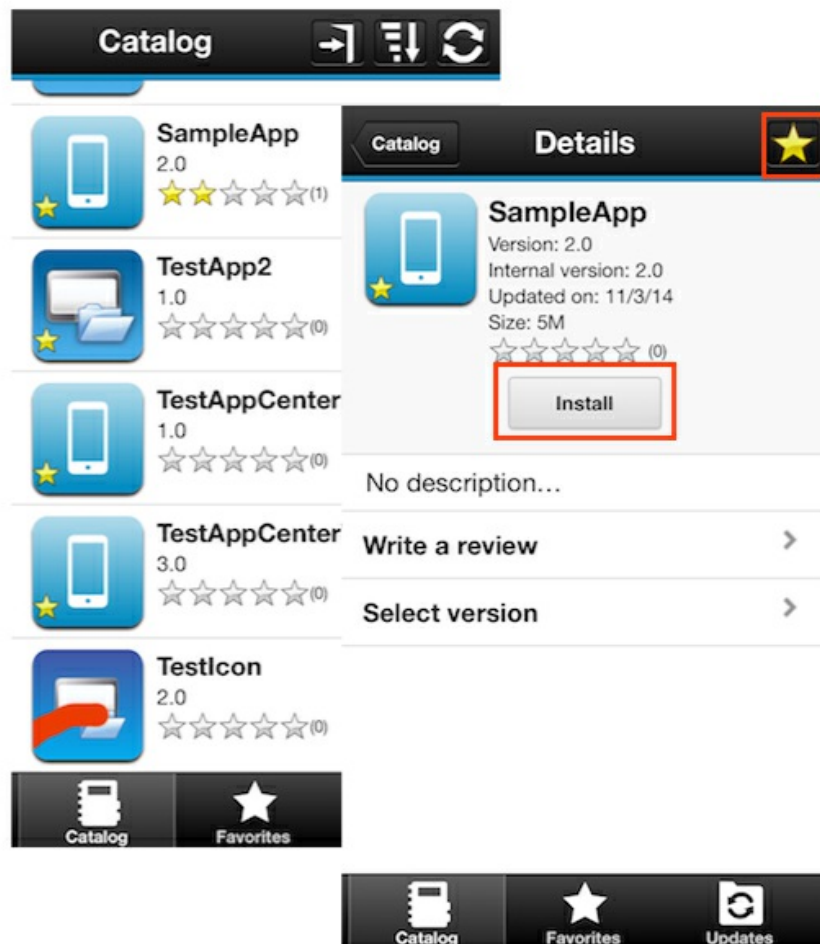 Catalog
SampleApp
2.0
(1)
TestApp2
1.0
(0)
TestAppCenter
1.0
(0)
TestAppCenter
3.0
(0)
TestIcon
2.0
(0)
Catalog
Favorites
Catalog
Details
SampleApp
Version: 2.0
Internal version: 2.0
Updated on: 11/3/14
Size: 5M
(0)
Install
No description...
Write a review
Select version
Catalog
Favorites
Updates